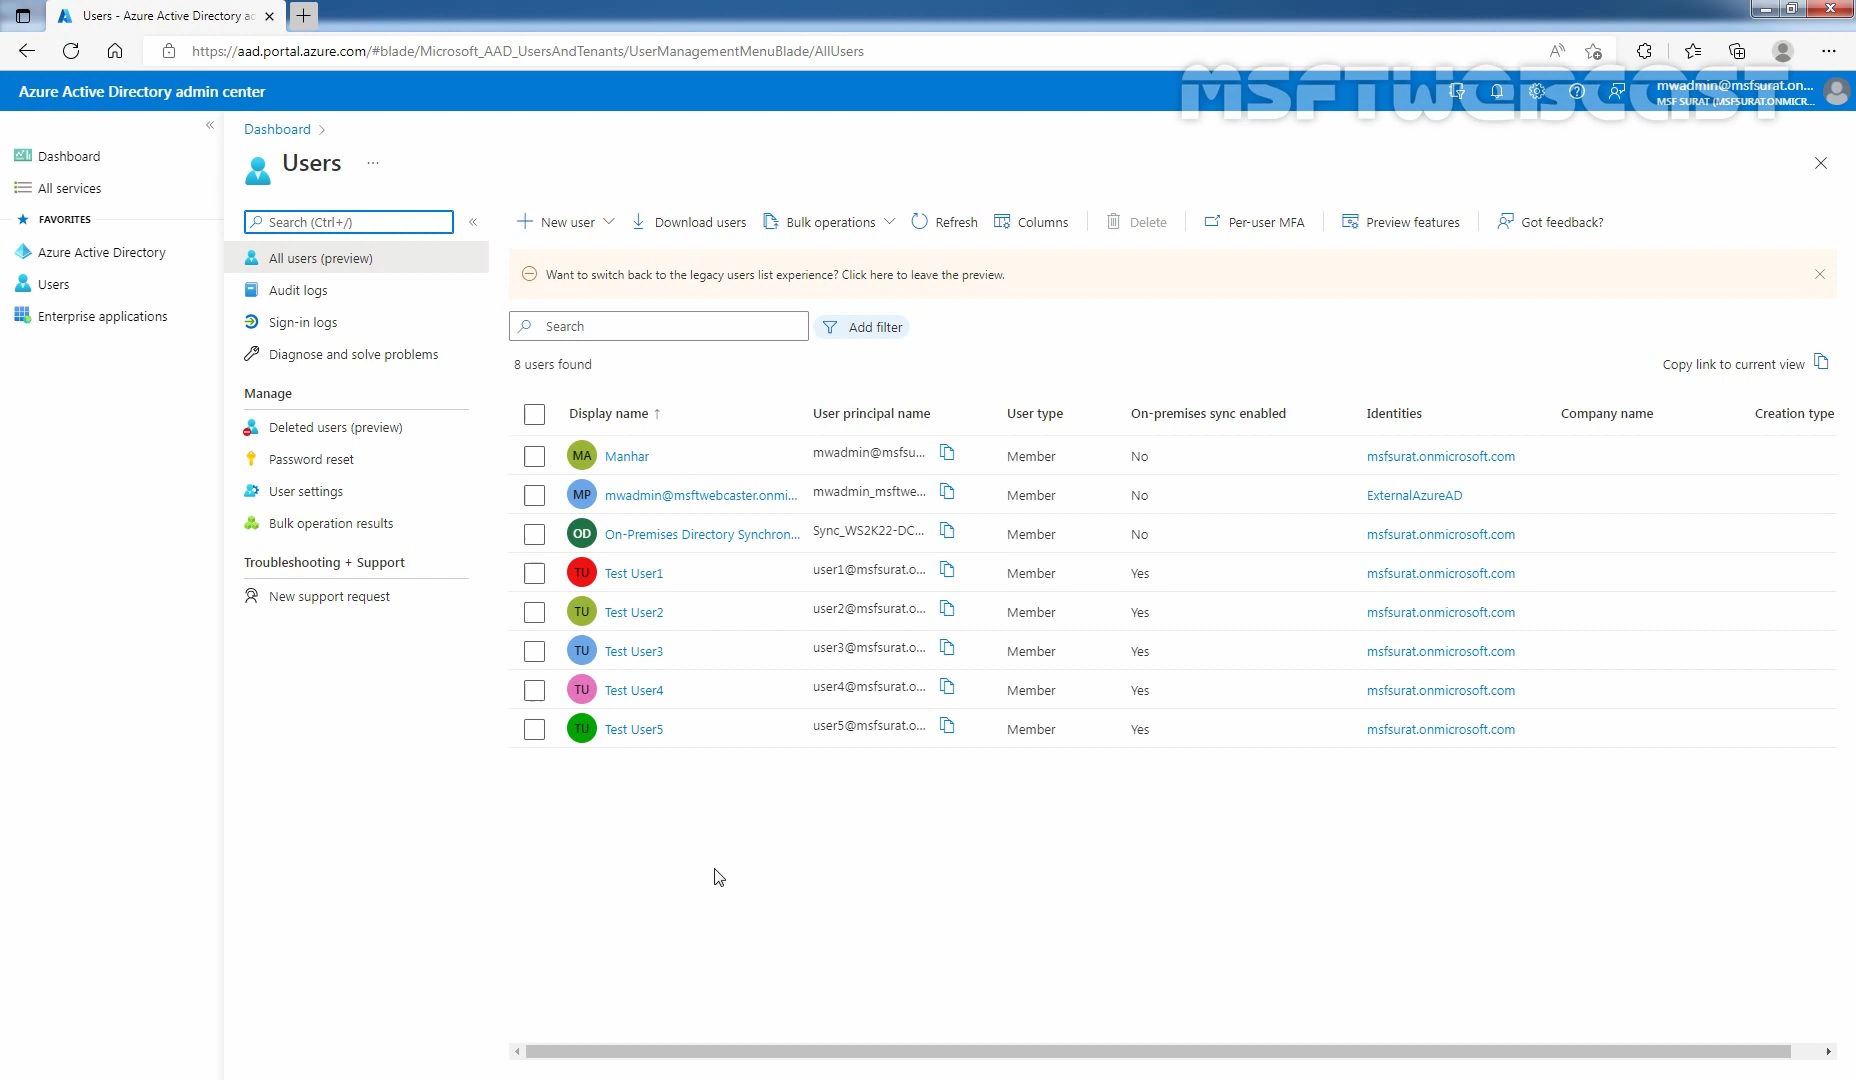 Users - Azure Active Directory ad
https://aad.portal.azure.com/#blade/Microsoft_AAD_UsersAndTenants/UserManagementMenuBlade/AllUsers
MSFTWEBCAST
Azure Active Directory admin center
mwadmin@msfsurat.on...
MSF SURAT (MSFSURAT.ONMICR...
Dashboard
All services
FAVORITES
Azure Active Directory
Users
Enterprise applications
Dashboard >
Users ...
Search (Ctrl+/)
All users (preview)
Audit logs
Sign-in logs
Diagnose and solve problems
Manage
Deleted users (preview)
Password reset
User settings
Bulk operation results
Troubleshooting + Support
New support request
New user Download users Bulk operations Refresh Columns Delete Per-user MFA Preview features Got feedback?
Want to switch back to the legacy users list experience? Click here to leave the preview.
Search Add filter
8 users found Copy link to current view
Display name ↑ User principal name User type On-premises sync enabled Identities Company name Creation type
MA Manhar mwadmin@msfsu... Member No msfsurat.onmicrosoft.com
MP mwadmin@msftwebcaster.onmi... mwadmin_msftwe... Member No ExternalAzureAD
OD On-Premises Directory Synchron... Sync_WS2K22-DC... Member No msfsurat.onmicrosoft.com
TU Test User1 user1@msfsurat.o... Member Yes msfsurat.onmicrosoft.com
TU Test User2 user2@msfsurat.o... Member Yes msfsurat.onmicrosoft.com
TU Test User3 user3@msfsurat.o... Member Yes msfsurat.onmicrosoft.com
TU Test User4 user4@msfsurat.o... Member Yes msfsurat.onmicrosoft.com
TU Test User5 user5@msfsurat.o... Member Yes msfsurat.onmicrosoft.com